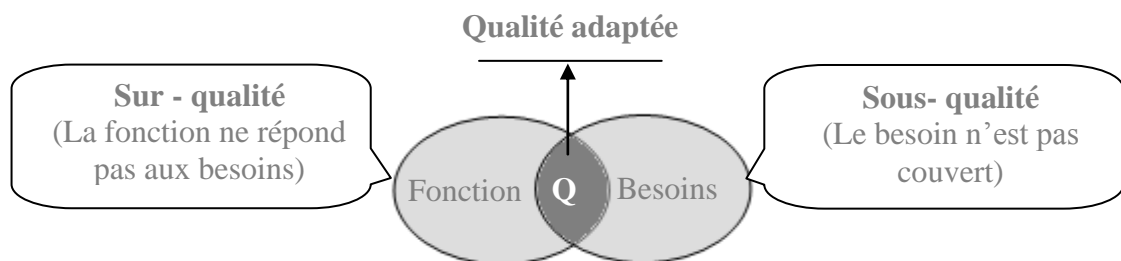 Qualité adaptée
Sur - qualité
(La fonction ne répond
pas aux besoins)
Sous- qualité
(Le besoin n’est pas
couvert)
Fonction
Q
Besoins